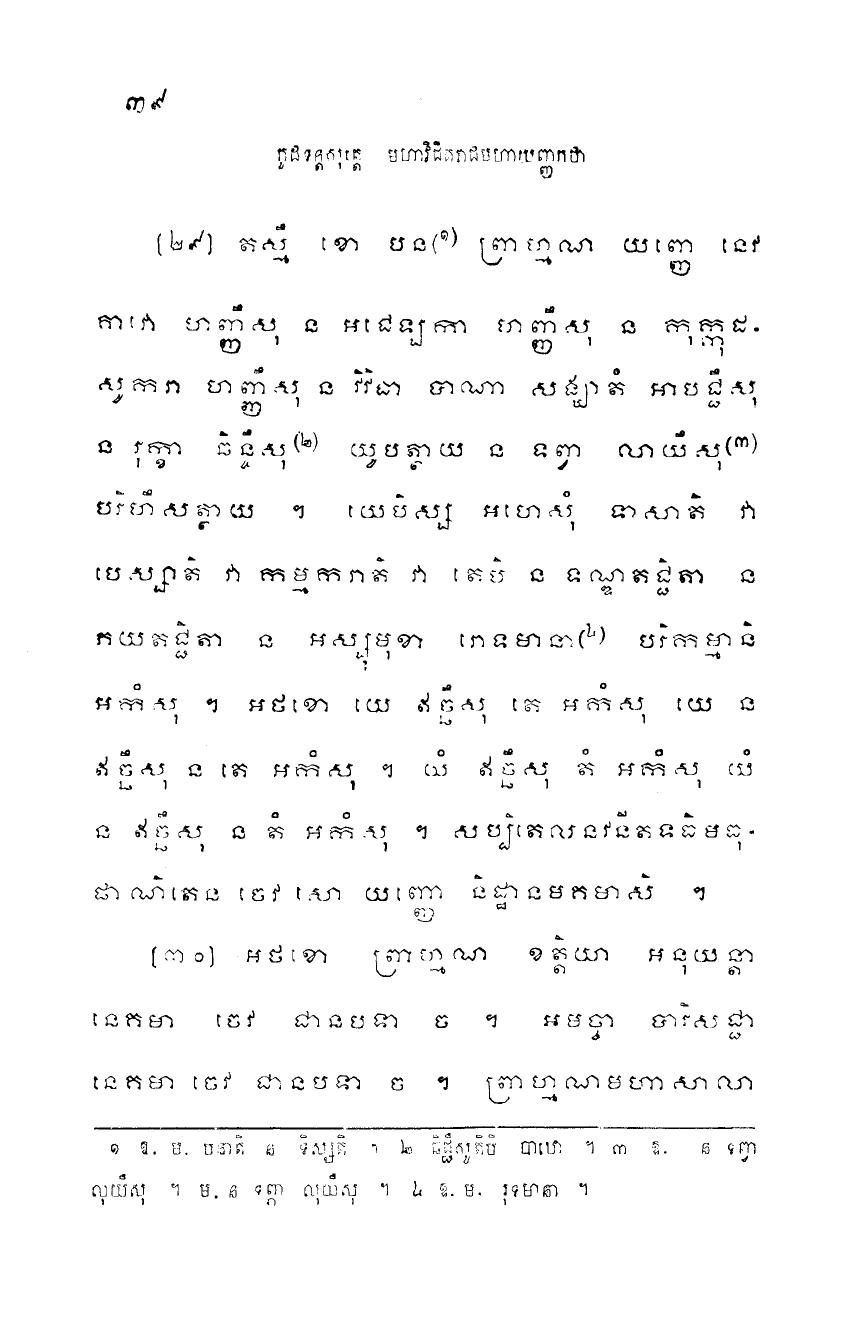 ៣៩
កូដទន្តសុត្តេ មហាវិជិតរាជមហាយញ្ញកថា
[២៩] តស្មឹ ខោ បន(១) ព្រាហ្មណ យញ្ញេ នេវ
គាវោ ហញ្ញឹសុ ន អជេឡកា ហញ្ញឹសុ ន កុក្កុដ-
សូករា ហញ្ញឹសុ ន វិវិធា បាណា សង្ឃាតំ អាបជ្ជឹសុ
ន រុក្ខា ឆិន្ទឹសុ(២) យូបត្ថាយ ន ទព្វា លាយឹសុ(៣)
បរិហឹសត្ថាយ ។ យេបិស្ស អហេសុំ ទាសាតិ វា
បេស្សាតិ វា កម្មករាតិ វា តេបិ ន ទណ្ឌតជ្ជិតា ន
ភយតជ្ជិតា ន អស្សុមុខា រោទមានា(៤) បរិកម្មានិ
អកំសុ ។ អថខោ យេ ឥច្ឆឹសុ តេ អកំសុ យេ ន
ឥច្ឆឹសុ ន តេ អកំសុ ។ យំ ឥច្ឆឹសុ តំ អកំសុ យំ
ន ឥច្ឆឹសុ ន តំ អកំសុ ។ សប្បិតេលនវនីតទធិមធុ-
ផាណិតេន ចេវ សោ យញ្ញោ និដ្ឋានមគមាសិ ។
[៣០] អថខោ ព្រាហ្មណ ខត្តិយា អនុយន្តា
នេគមា ចេវ ជានបទា ច ។ អមច្ចា បារិសជ្ជា
នេគមា ចេវ ជានបទា ច ។ ព្រាហ្មណមហាសាលា
១ ឱ. ម. បនាតិ ន ទិស្សតិ ។ ២ ឆិជ្ជឹសូតិបិ បាឋោ ។ ៣ ឱ. ន ទព្វា
លុយឹសុ ។ ម. ន ទព្ភា លុយឹសុ ។ ៤ ឱ. ម. រុទមានា ។